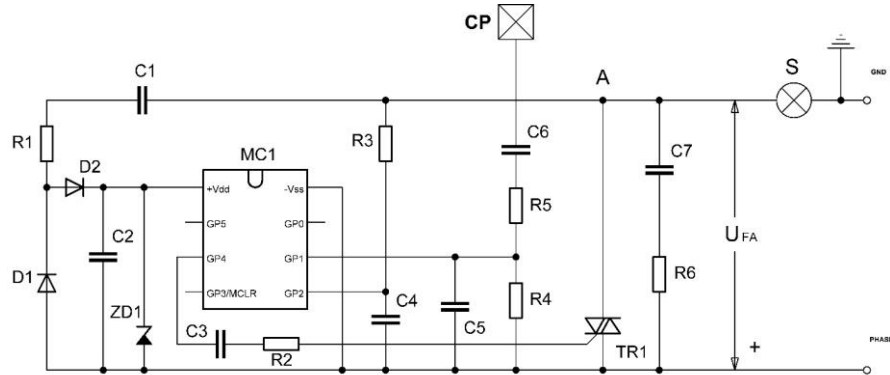 CP
A
S
GND
C1
R1
R3
C6
C7
D2
MC1
+Vdd
-Vss
R5
GP5
GP0
C2
GP4
GP1
UFA
D1
GP3/MCLR
GP2
R4
R6
ZD1
C3
C4
C5
R2
TR1
+
PHASE